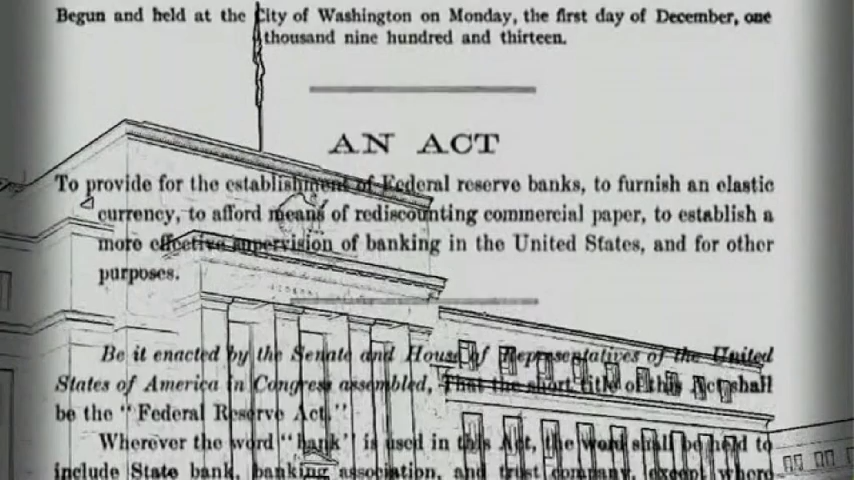 Begun and held at the City of Washington on Monday, the first day of December, one
thousand nine hundred and thirteen.
AN ACT
To provide for the establishment of Federal reserve banks, to furnish an elastic
currency, to afford means of rediscounting commercial paper, to establish a
more effective supervision of banking in the United States, and for other
purposes.
Be it enacted by the Senate and House of Representatives of the United
States of America in Congress assembled, That the short title of this Act shall
be the "Federal Reserve Act."
Wherever the word "bank" is used in this Act, the word shall be held to
include State bank, banking association, and trust company, except where